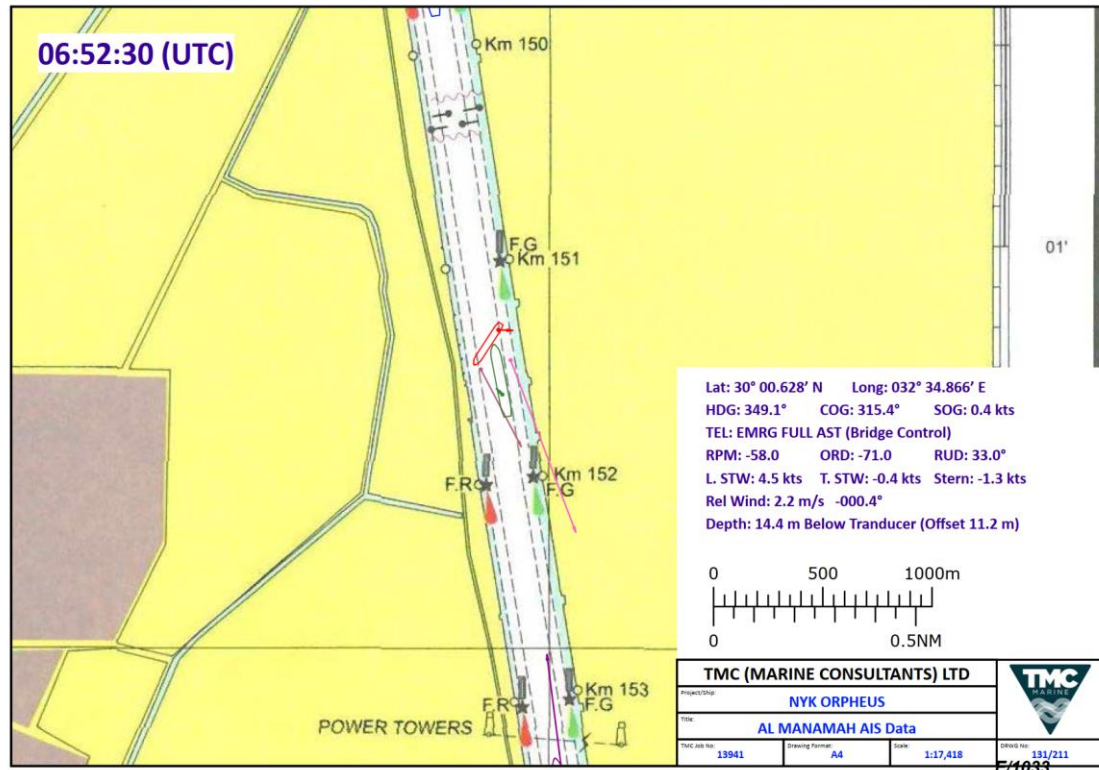 06:52:30 (UTC)
Km 150
F.G
Km 151
01'
Lat: 30° 00.628’ N Long: 032° 34.866’ E
HDG: 349.1° COG: 315.4° SOG: 0.4 kts
TEL: EMRG FULL AST (Bridge Control)
RPM: -58.0 ORD: -71.0 RUD: 33.0°
L. STW: 4.5 kts T. STW: -0.4 kts Stern: -1.3 kts
Rel Wind: 2.2 m/s -000.4°
Depth: 14.4 m Below Tranducer (Offset 11.2 m)
Km 152
F.R
F.G
0 500 1000m
0 0.5NM
Km 153
F.R
F.G
POWER TOWERS
TMC (MARINE CONSULTANTS) LTD
Project/Ship:
NYK ORPHEUS
Title:
AL MANAMAH AIS Data
TMC Job No: 13941
Drawing Format: A4
Scale: 1:17,418
DRWG No: 131/211
TMC
MARINE
F/1033